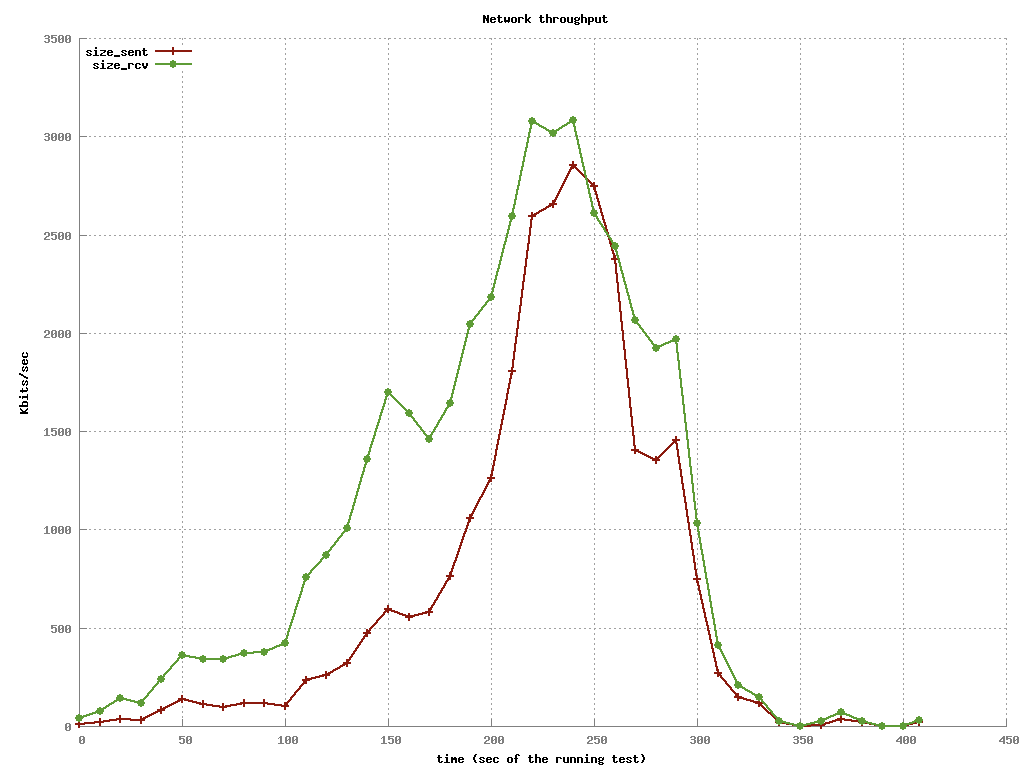 Network throughput
3500
size_sent
size_rcv
3000
2500
2000
Kbits/sec
1500
1000
500
0
0 50 100 150 200 250 300 350 400 450
time (sec of the running test)